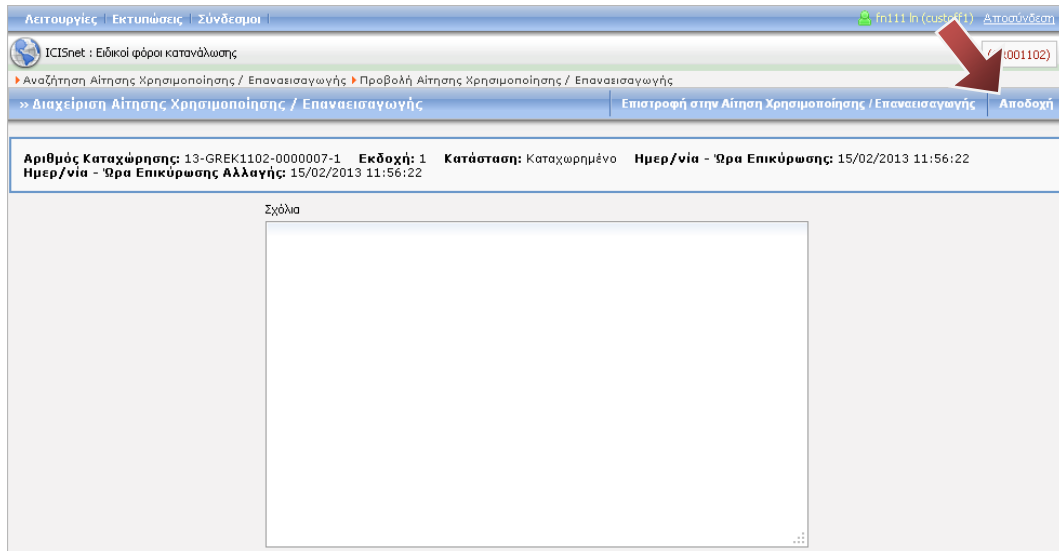 Λειτουργίες Εκτυπώσεις Σύνδεσμοι fn111 ln (custoff1) Αποσύνδεση
ICISnet : Ειδικοί φόροι κατανάλωσης 001102)
Αναζήτηση Αίτησης Χρησιμοποίησης / Επαναεισαγωγής Προβολή Αίτησης Χρησιμοποίησης / Επαναεισαγωγής
» Διαχείριση Αίτησης Χρησιμοποίησης / Επαναεισαγωγής Επιστροφή στην Αίτηση Χρησιμοποίησης / Επαναεισαγωγής Αποδοχή
Αριθμός Καταχώρησης: 13-GREK1102-0000007-1 Εκδοχή: 1 Κατάσταση: Καταχωρημένο Ημερ/νία - Ώρα Επικύρωσης: 15/02/2013 11:56:22
Ημερ/νία - Ώρα Επικύρωσης Αλλαγής: 15/02/2013 11:56:22
Σχόλια